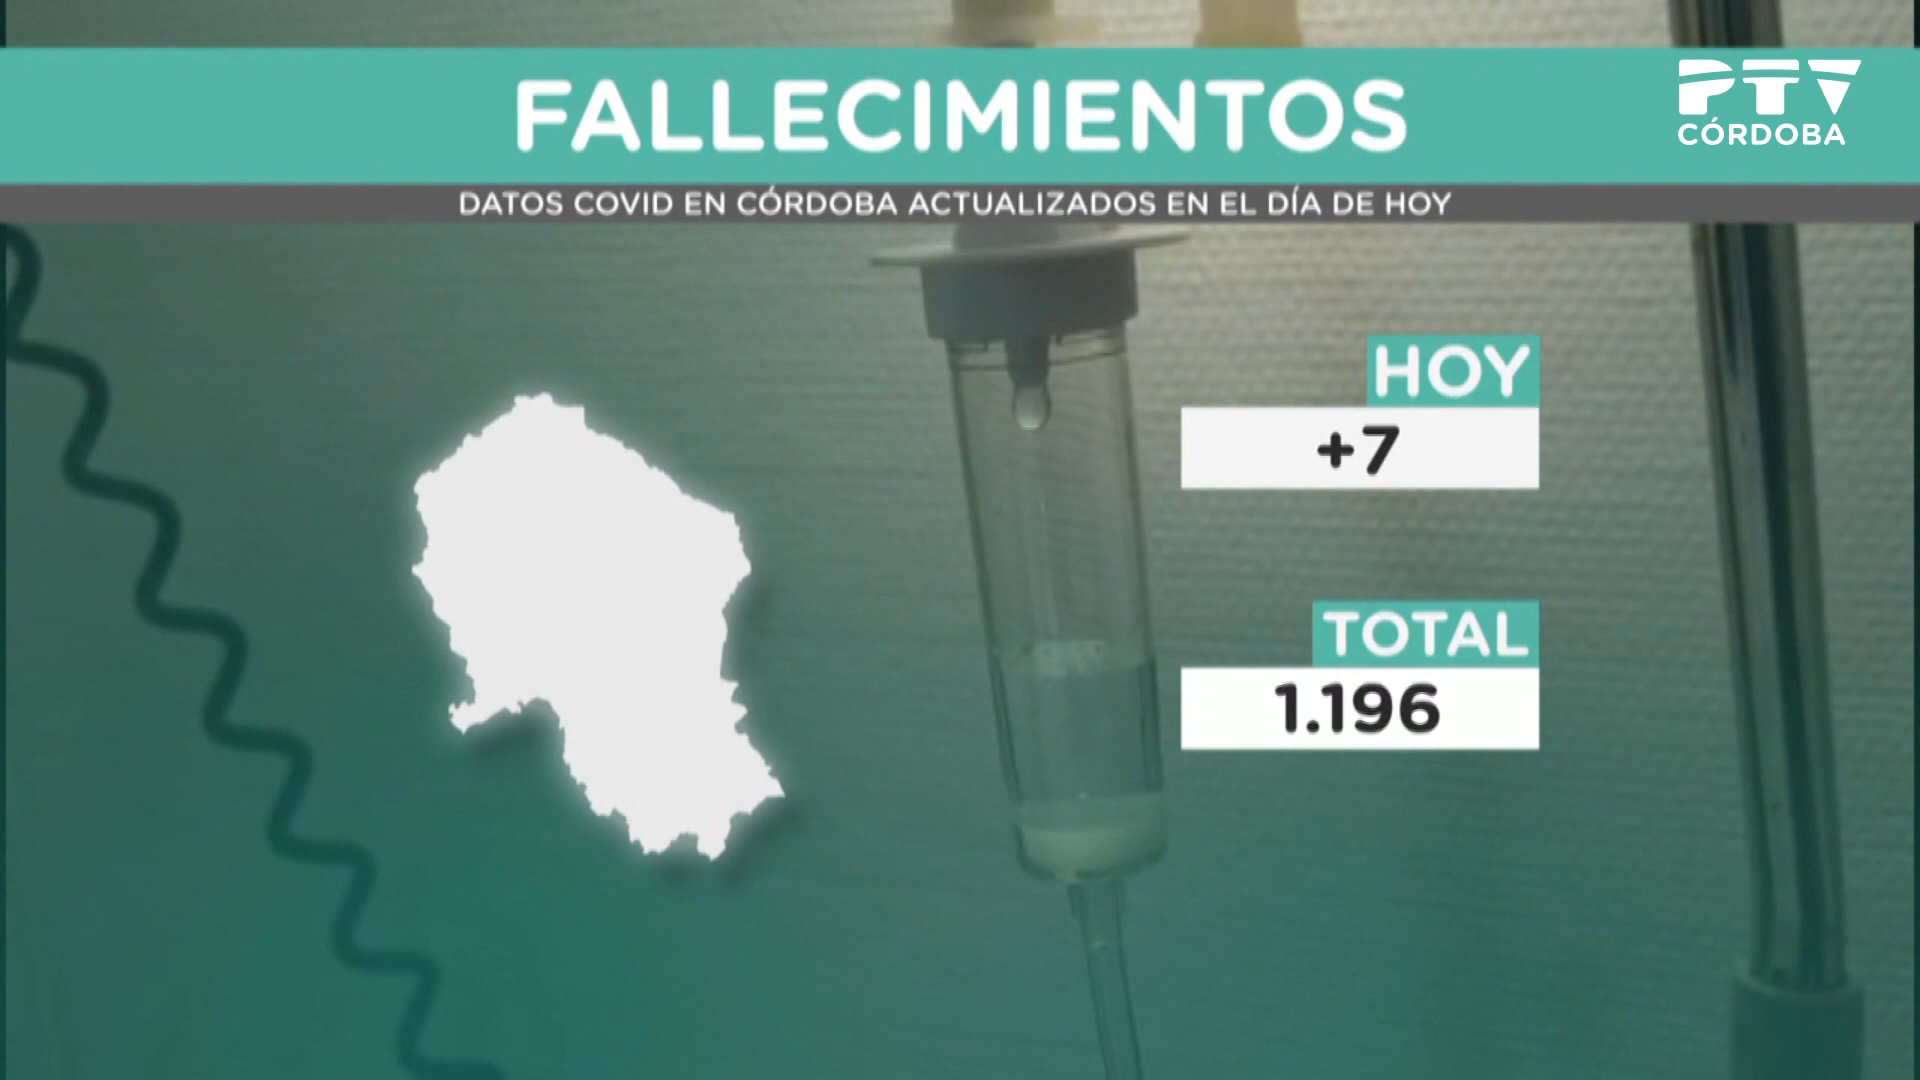 FALLECIMIENTOS
PTV
CÓRDOBA
DATOS COVID EN CÓRDOBA ACTUALIZADOS EN EL DÍA DE HOY
HOY
+7
TOTAL
1.196